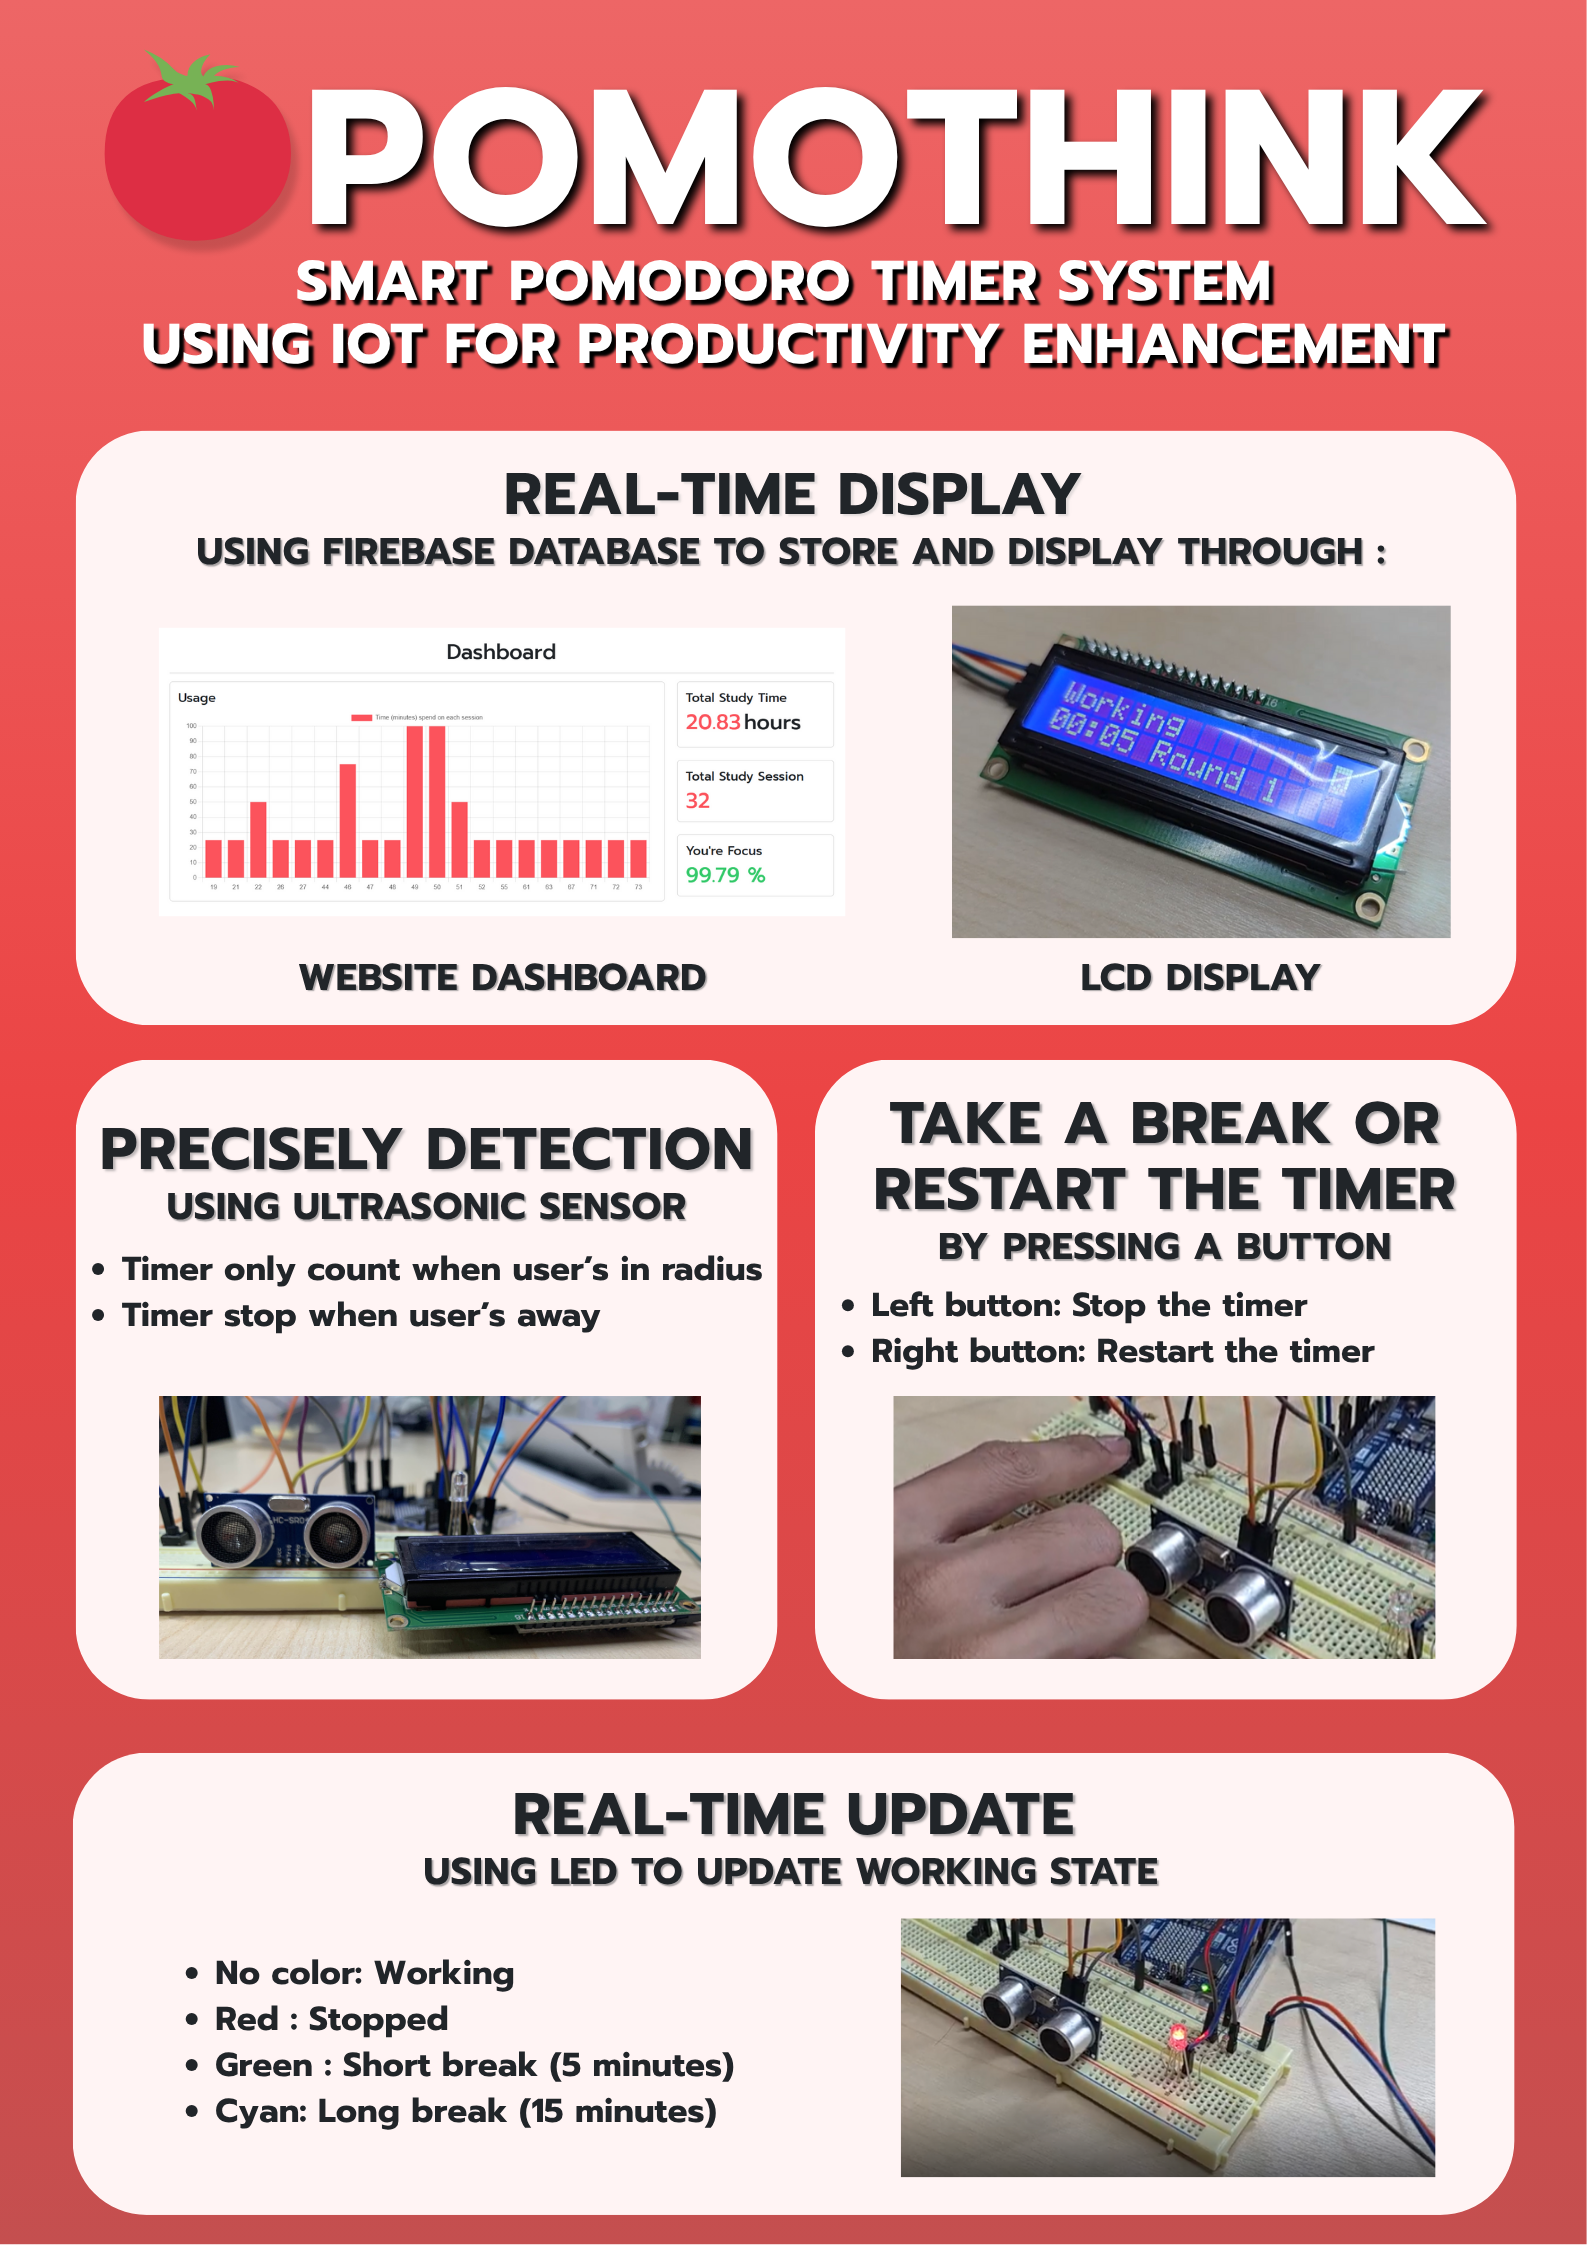 POMOTHINK
SMART POMODORO TIMER SYSTEM
USING IOT FOR PRODUCTIVITY ENHANCEMENT
REAL-TIME DISPLAY
USING FIREBASE DATABASE TO STORE AND DISPLAY THROUGH :
Dashboard
Usage
Time (minutes) spend on each session
100
90
80
70
60
50
40
30
20
10
0
19 21 22 26 27 44 46 47 48 49 50 51 52 55 61 63 67 71 72 73
Total Study Time
20.83 hours
Total Study Session
32
You're Focus
99.79 %
Working
00:05 Round 1
16
WEBSITE DASHBOARD
LCD DISPLAY
PRECISELY DETECTION
USING ULTRASONIC SENSOR
• Timer only count when user's in radius
• Timer stop when user's away
HC-SR04
TAKE A BREAK OR
RESTART THE TIMER
BY PRESSING A BUTTON
• Left button: Stop the timer
• Right button: Restart the timer
REAL-TIME UPDATE
USING LED TO UPDATE WORKING STATE
• No color: Working
• Red : Stopped
• Green : Short break (5 minutes)
• Cyan: Long break (15 minutes)